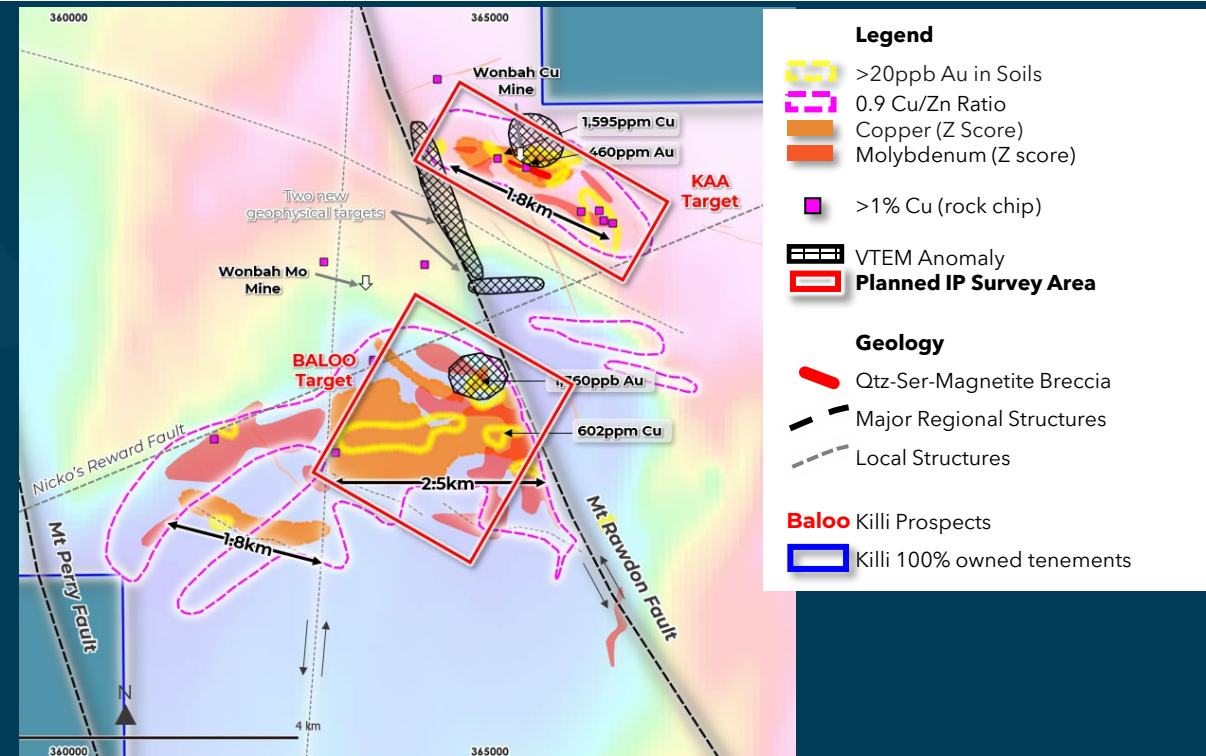 360000
365000
Wonbah Cu
Mine
1,595ppm Cu
460ppm Au
KAA
Target
1.8km
Two new
geophysical targets
Wonbah Mo
Mine
BALOO
Target
Au
602ppm Cu
2.5km
Nicko's Reward Fault
1.8km
Mt Perry Fault
Mt Rawdon Fault
N
4 km
360000
365000
Legend
>20ppb Au in Soils
0.9 Cu/Zn Ratio
Copper (Z Score)
Molybdenum (Z score)
>1% Cu (rock chip)
VTEM Anomaly
Planned IP Survey Area
Geology
Qtz-Ser-Magnetite Breccia
Major Regional Structures
Local Structures
Baloo Killi Prospects
Killi 100% owned tenements